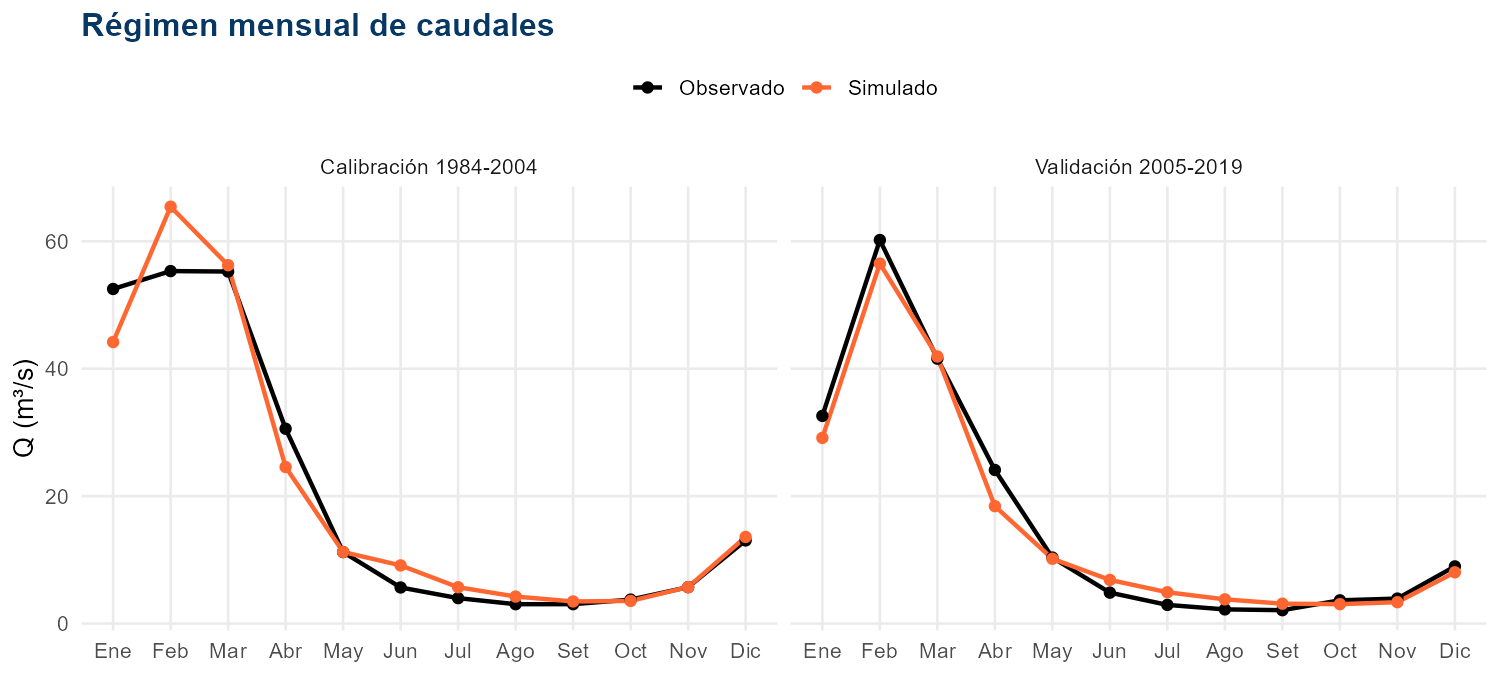 Régimen mensual de caudales
Observado Simulado
Calibración 1984-2004 Validación 2005-2019
Q (m³/s)
60
40
20
0
Ene Feb Mar Abr May Jun Jul Ago Set Oct Nov Dic Ene Feb Mar Abr May Jun Jul Ago Set Oct Nov Dic